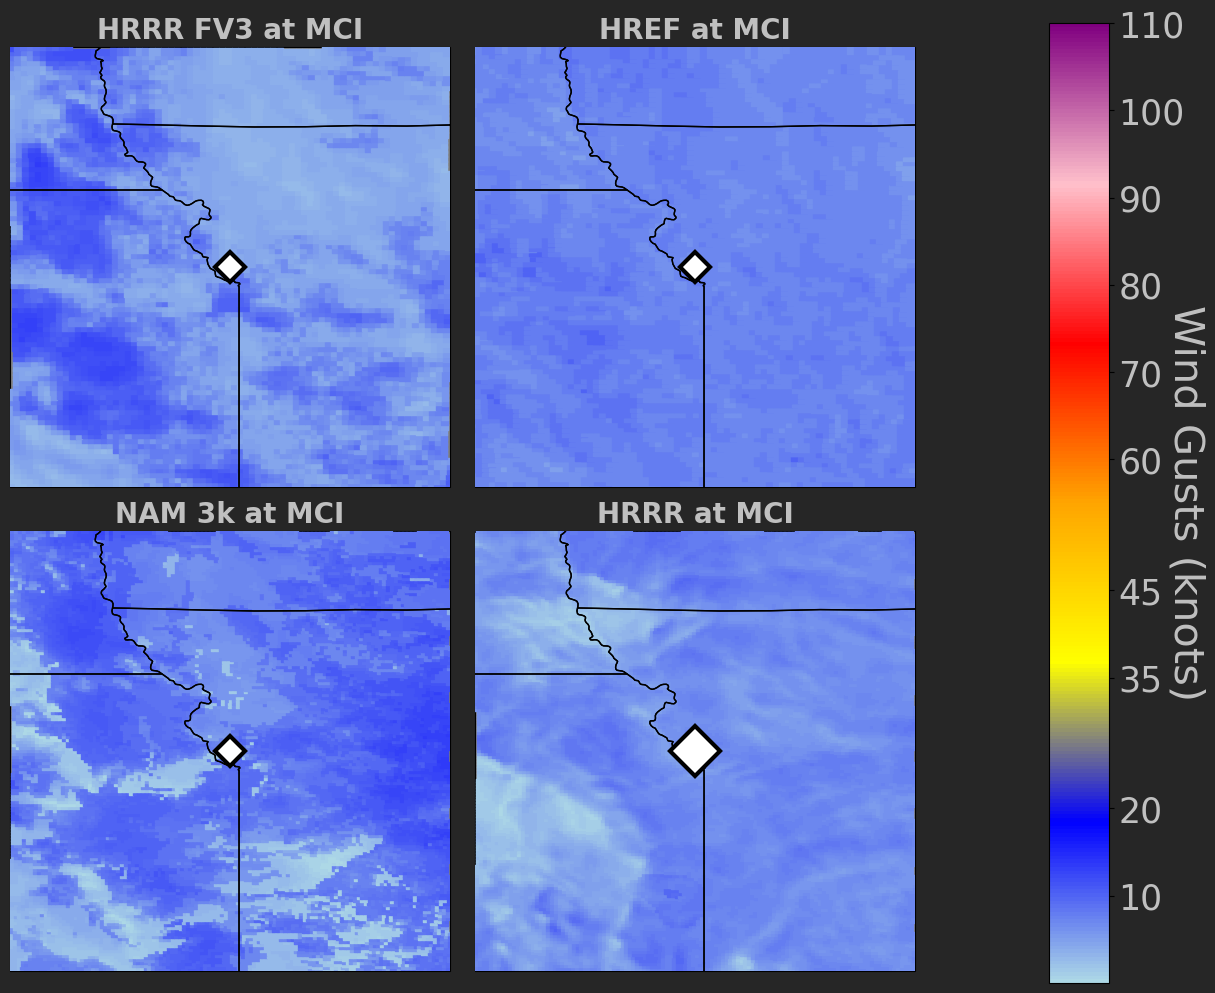 HRRR FV3 at MCI
HREF at MCI
NAM 3k at MCI
HRRR at MCI
110
100
90
80
70
60
45
35
20
10
Wind Gusts (knots)